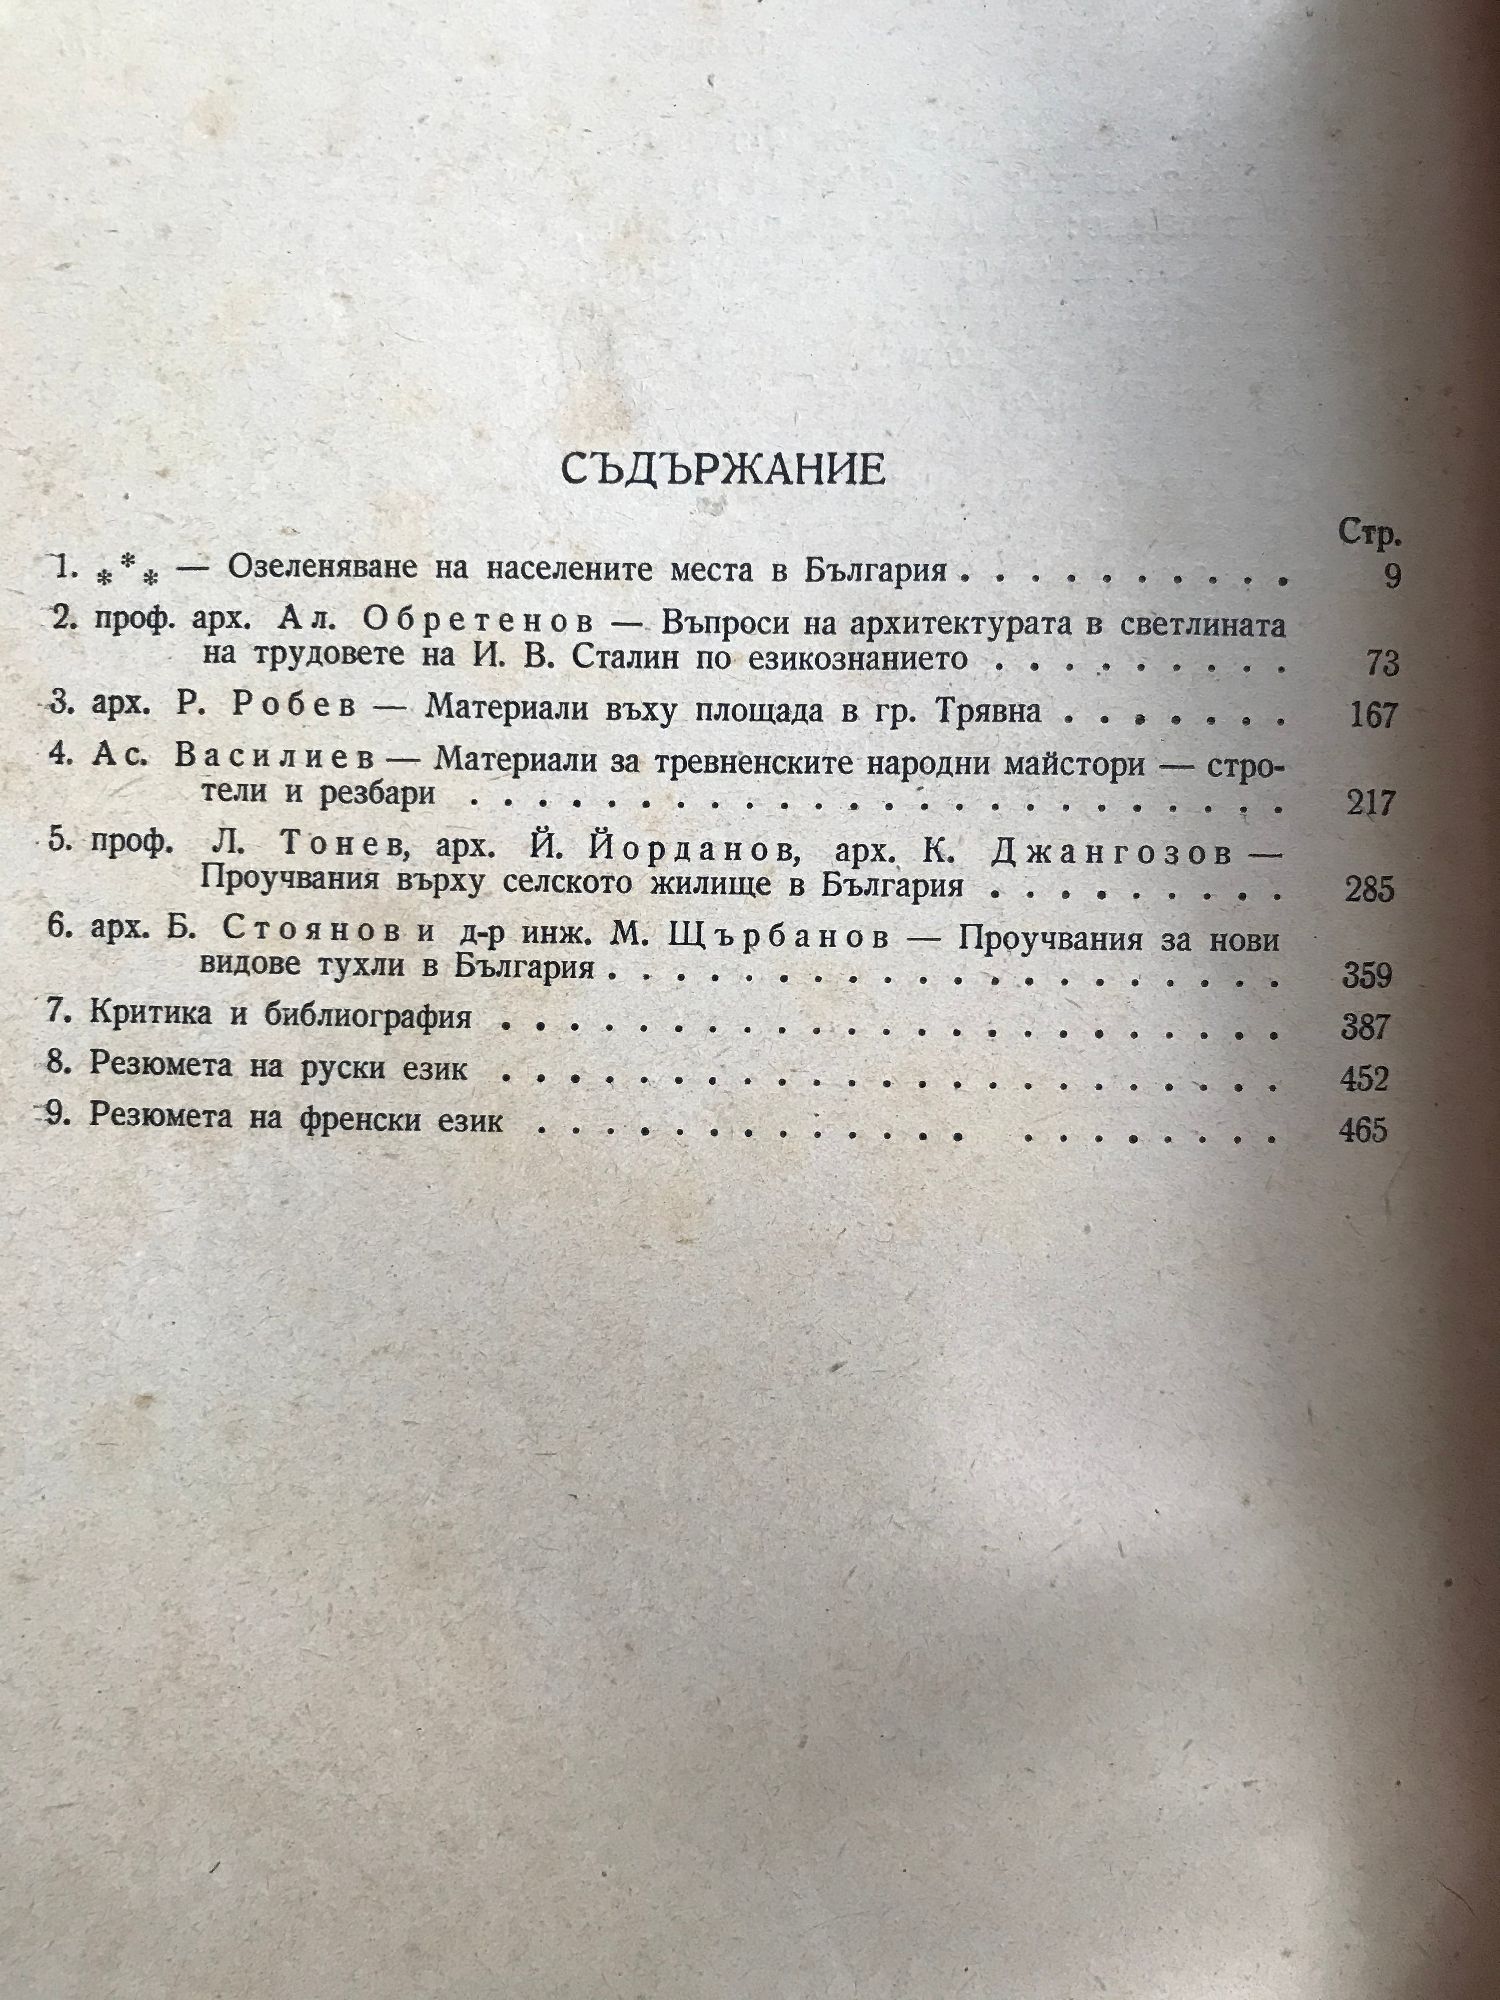 СЪДЪРЖАНИЕ
Стр.
1. *** — Озеленяване на населените места в България . . . . . . . . . . 9
2. проф. арх. Ал. Обретенов — Въпроси на архитектурата в светлината
на трудовете на И. В. Сталин по езикознанието . . . . . . . . . 73
3. арх. Р. Робев — Материали въху площада в гр. Трявна . . . . . . . 167
4. Ас. Василиев — Материали за тревненските народни майстори — стро-
тели и резбари . . . . . . . . . . . . . . . . . . . . . . . . 217
5. проф. Л. Тонев, арх. Й. Йорданов, арх. К. Джангозов —
Проучвания върху селското жилище в България . . . . . . . . . 285
6. арх. Б. Стоянов и д-р инж. М. Щърбанов — Проучвания за нови
видове тухли в България . . . . . . . . . . . . . . . . . . . . 359
7. Критика и библиография . . . . . . . . . . . . . . . . . . . . . . . 387
8. Резюмета на руски език . . . . . . . . . . . . . . . . . . . . . . . 452
9. Резюмета на френски език . . . . . . . . . . . . . . . . . . . . . 465